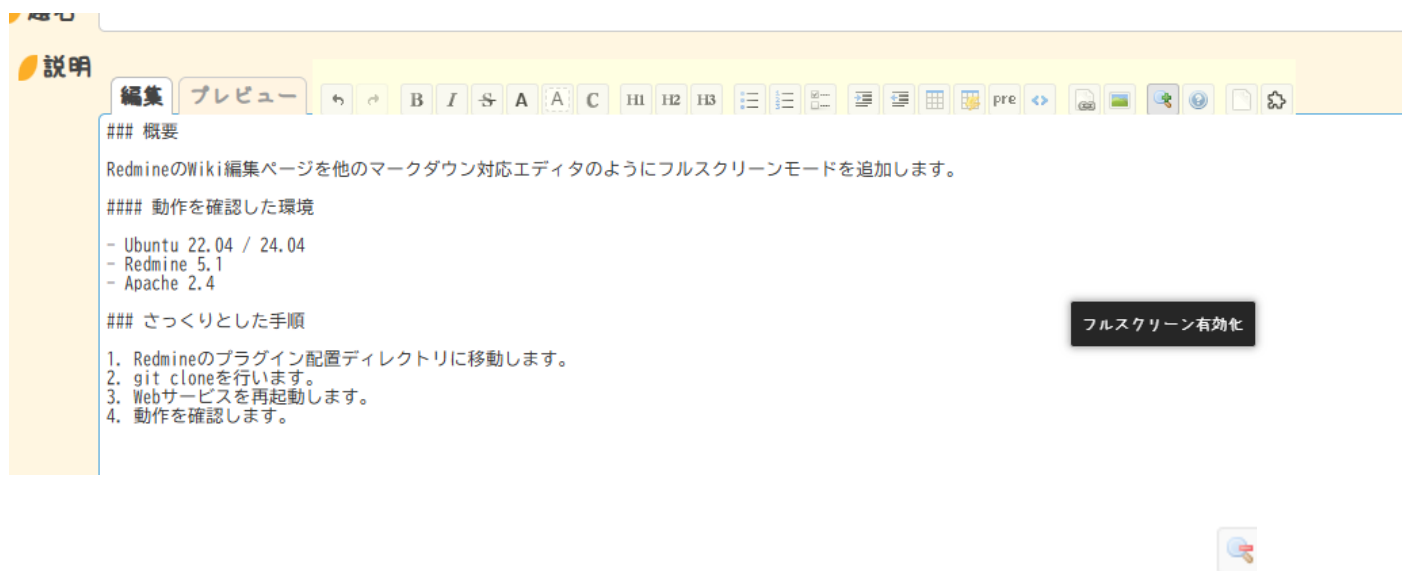 説明
編集 プレビュー B I S A A C H1 H2 H3 pre <>
### 概要
RedmineのWiki編集ページを他のマークダウン対応エディタのようにフルスクリーンモードを追加します。
#### 動作を確認した環境
- Ubuntu 22.04 / 24.04
- Redmine 5.1
- Apache 2.4
### さっくりとした手順
フルスクリーン有効化
1. Redmineのプラグイン配置ディレクトリに移動します。
2. git cloneを行います。
3. Webサービスを再起動します。
4. 動作を確認します。